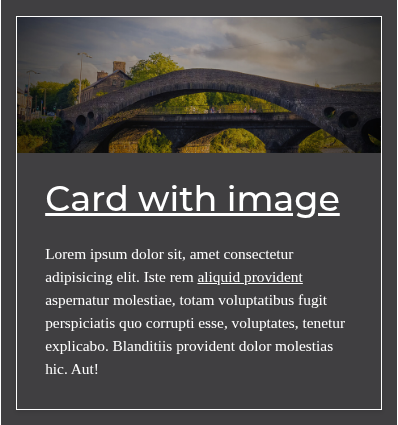 Card with image
Lorem ipsum dolor sit, amet consectetur
adipisicing elit. Iste rem aliquid provident
aspernatur molestiae, totam voluptatibus fugit
perspiciatis quo corrupti esse, voluptates, tenetur
explicabo. Blanditiis provident dolor molestias
hic. Aut!